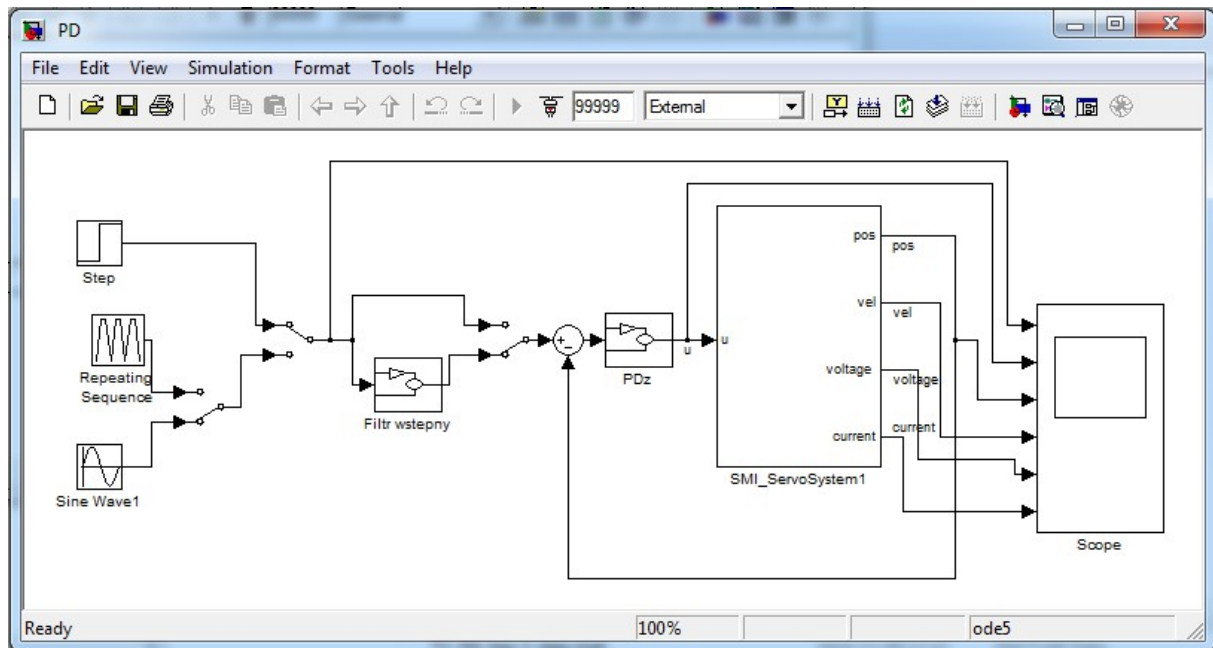 PD
File Edit View Simulation Format Tools Help
99999 External
Step
Repeating
Sequence
Sine Wave1
Filtr wstepny
+
-
PDz
u
u
pos
vel
voltage
current
SMI_ServoSystem1
pos
vel
voltage
current
Scope
Ready 100% ode5